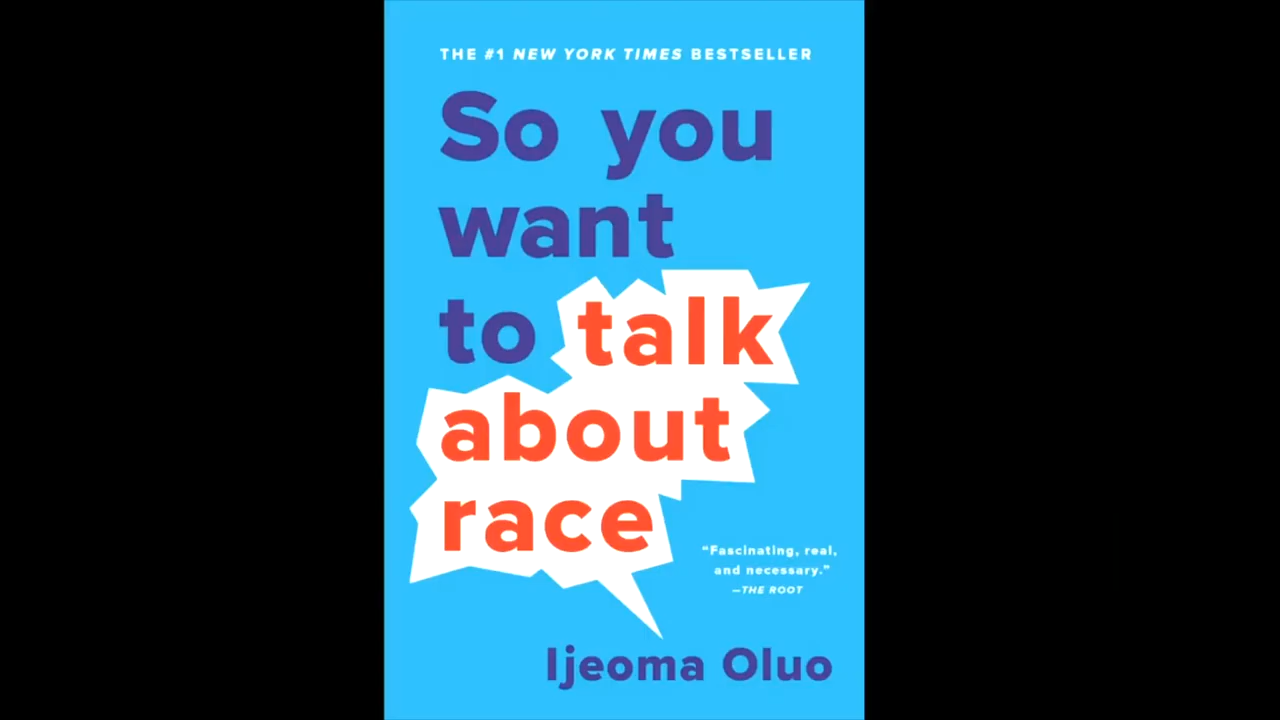 THE #1 NEW YORK TIMES BESTSELLER
So you
want
to talk
about
race
“Fascinating, real,
and necessary.”
—THE ROOT
Ijeoma Oluo